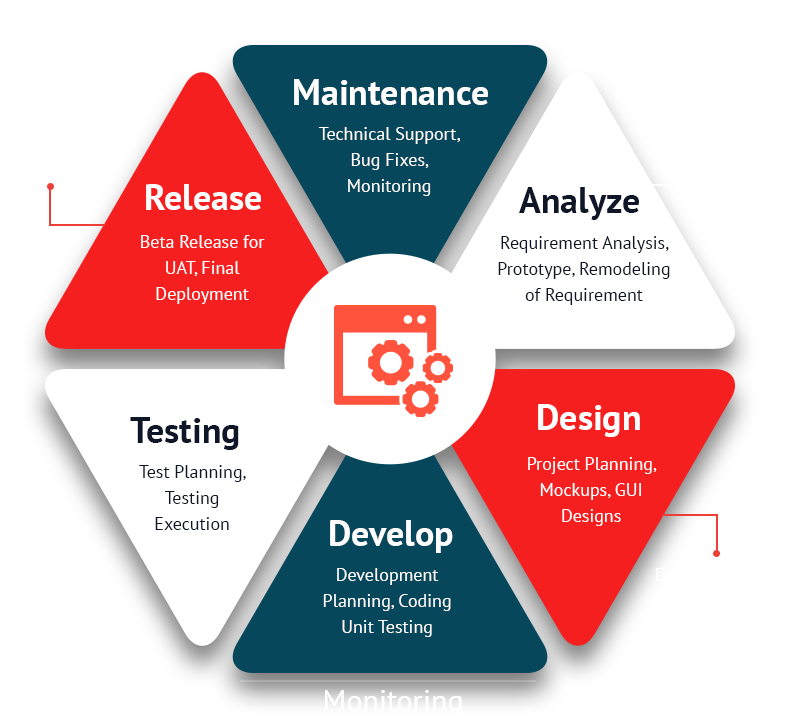 Maintenance
Technical Support,
Bug Fixes,
Monitoring
Analyze
Requirement Analysis,
Prototype, Remodeling
of Requirement
Design
Project Planning,
Mockups, GUI
Designs
Develop
Development
Planning, Coding
Unit Testing
Testing
Test Planning,
Testing
Execution
Release
Beta Release for
UAT, Final
Deployment
Monitoring